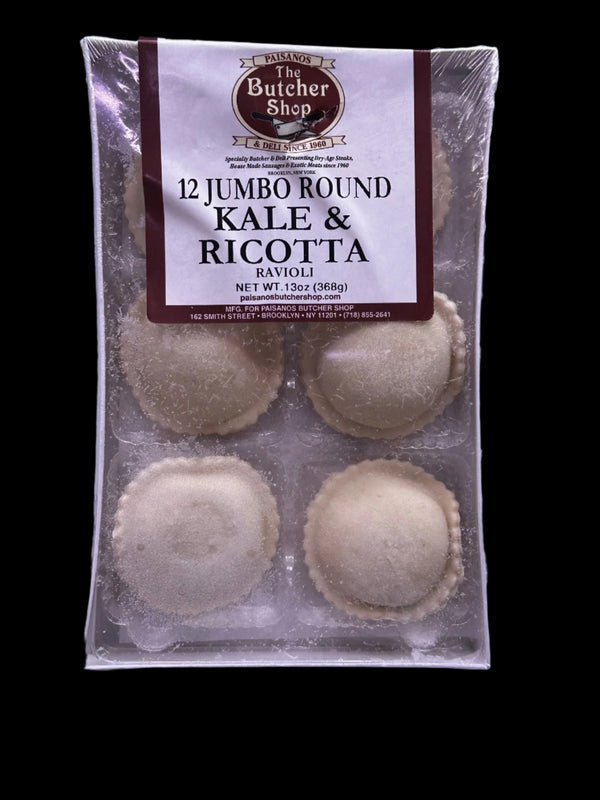 PAISANOS
The
Butcher
Shop
& DELI SINCE 1960
Specialty Butcher & Deli Presenting Dry-Age Steaks,
House Made Sausages & Exotic Meats since 1960
BROOKLYN, NEW YORK
12 JUMBO ROUND
KALE &
RICOTTA
RAVIOLI
NET WT.13oz (368g)
paisanosbutchershop.com
MFG. FOR PAISANOS BUTCHER SHOP
162 SMITH STREET • BROOKLYN • NY 11201 • (718) 855-2641